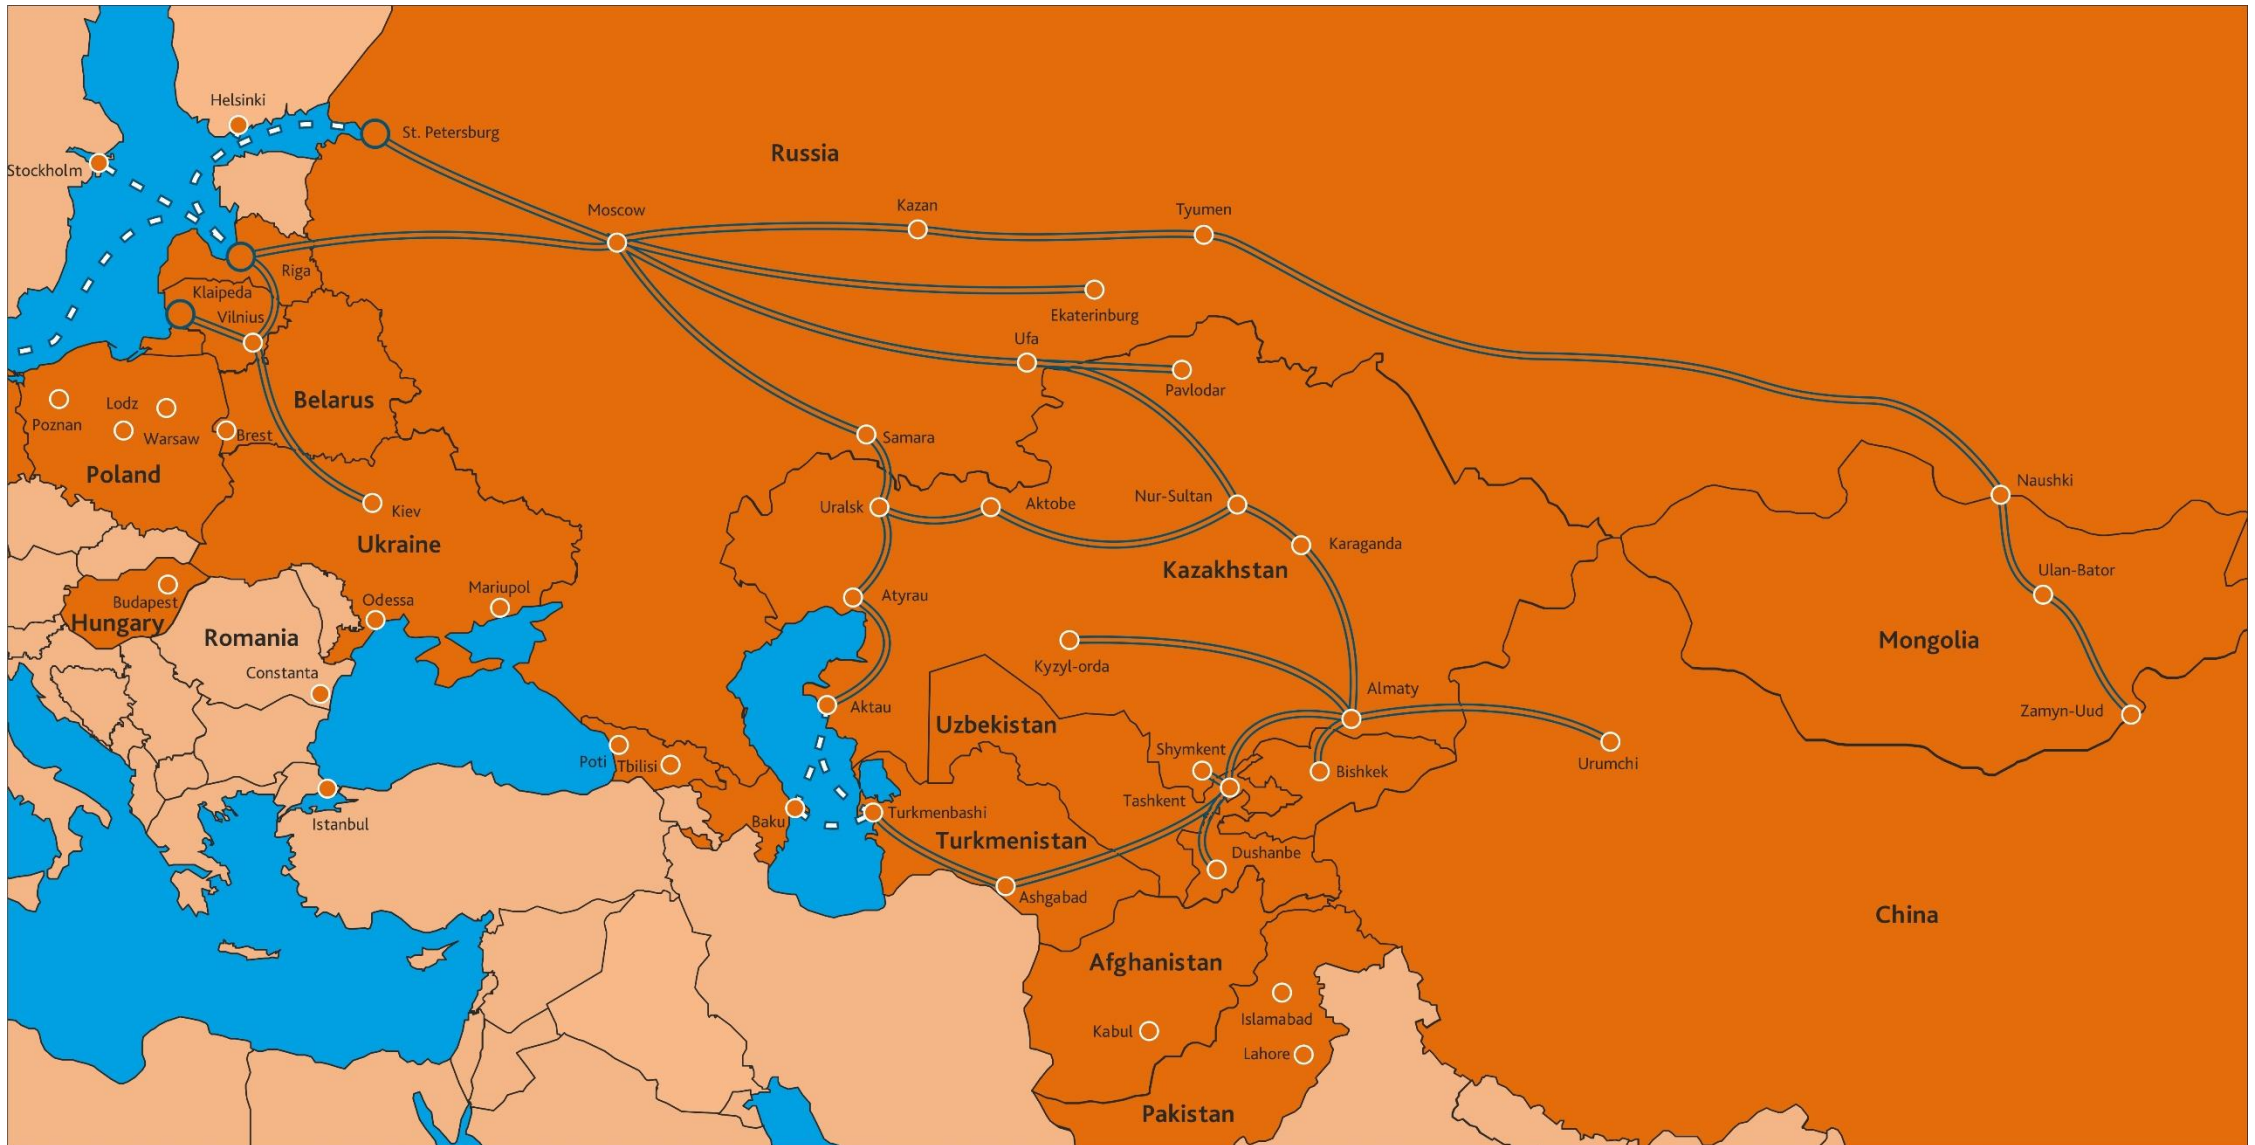 Helsinki
St. Petersburg
Stockholm
Russia
Moscow
Kazan
Tyumen
Riga
Klaipeda
Vilnius
Ekaterinburg
Ufa
Pavlodar
Belarus
Lodz
Poznan
Warsaw
Brest
Samara
Poland
Naushki
Nur-Sultan
Uralsk
Aktobe
Kiev
Ukraine
Karaganda
Kazakhstan
Ulan-Bator
Mariupol
Atyrau
Budapest
Odessa
Hungary
Romania
Mongolia
Kyzyl-orda
Constanta
Almaty
Aktau
Zamyn-Uud
Uzbekistan
Shymkent
Poti
Tbilisi
Urumchi
Bishkek
Tashkent
Turkmenbashi
Baku
Istanbul
Turkmenistan
Dushanbe
Ashgabad
China
Afghanistan
Islamabad
Kabul
Lahore
Pakistan